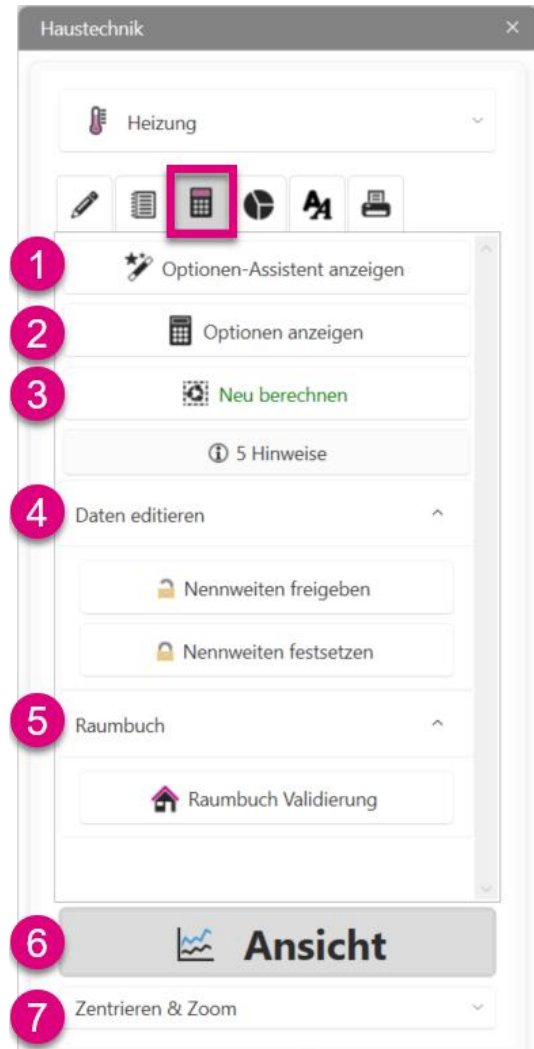 Haustechnik
Heizung
1 Optionen-Assistent anzeigen
2 Optionen anzeigen
3 Neu berechnen
5 Hinweise
4 Daten editieren
Nennweiten freigeben
Nennweiten festsetzen
5 Raumbuch
Raumbuch Validierung
6 Ansicht
7 Zentrieren & Zoom